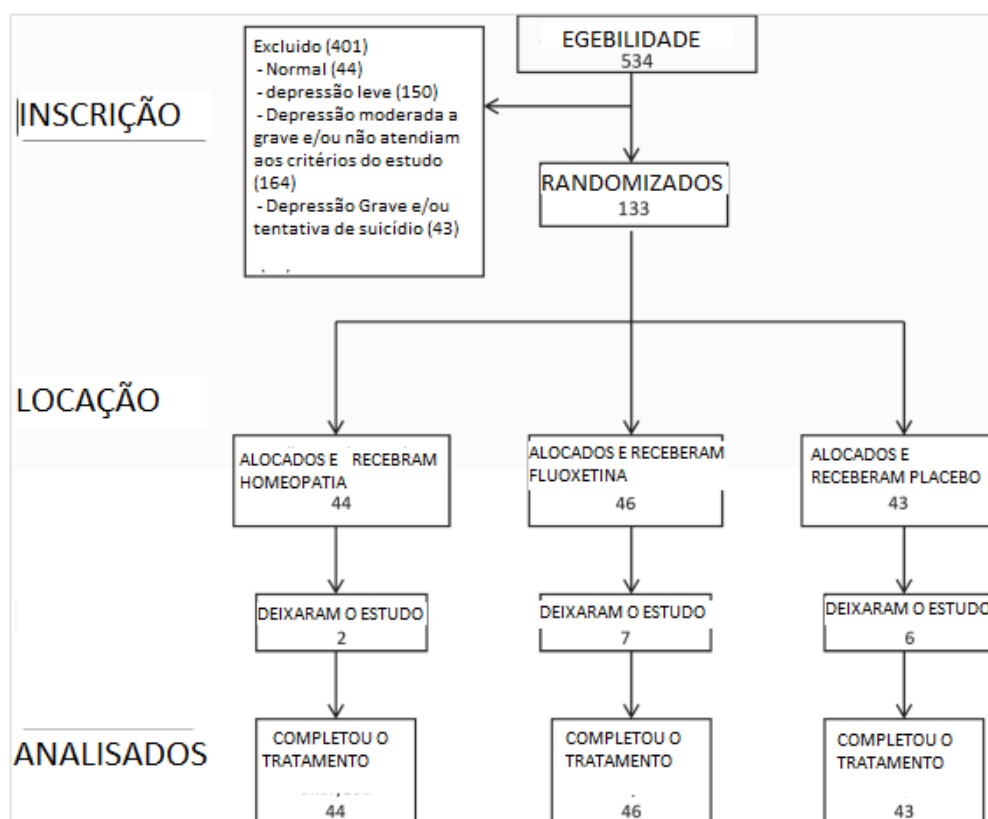 EGEBILIDADE
534
Excluido (401)
- Normal (44)
- depressão leve (150)
- Depressão moderada a
grave e/ou não atendiam
aos critérios do estudo
(164)
- Depressão Grave e/ou
tentativa de suicídio (43)
INSCRIÇÃO
RANDOMIZADOS
133
LOCAÇÃO
ALOCADOS E RECEBRAM
HOMEOPATIA
44
ALOCADOS E RECEBERAM
FLUOXETINA
46
ALOCADOS E
RECEBERAM PLACEBO
43
DEIXARAM O ESTUDO
2
DEIXARAM O ESTUDO
7
DEIXARAM O ESTUDO
6
ANALISADOS
COMPLETOU O
TRATAMENTO
44
COMPLETOU O
TRATAMENTO
46
COMPLETOU O
TRATAMENTO
43